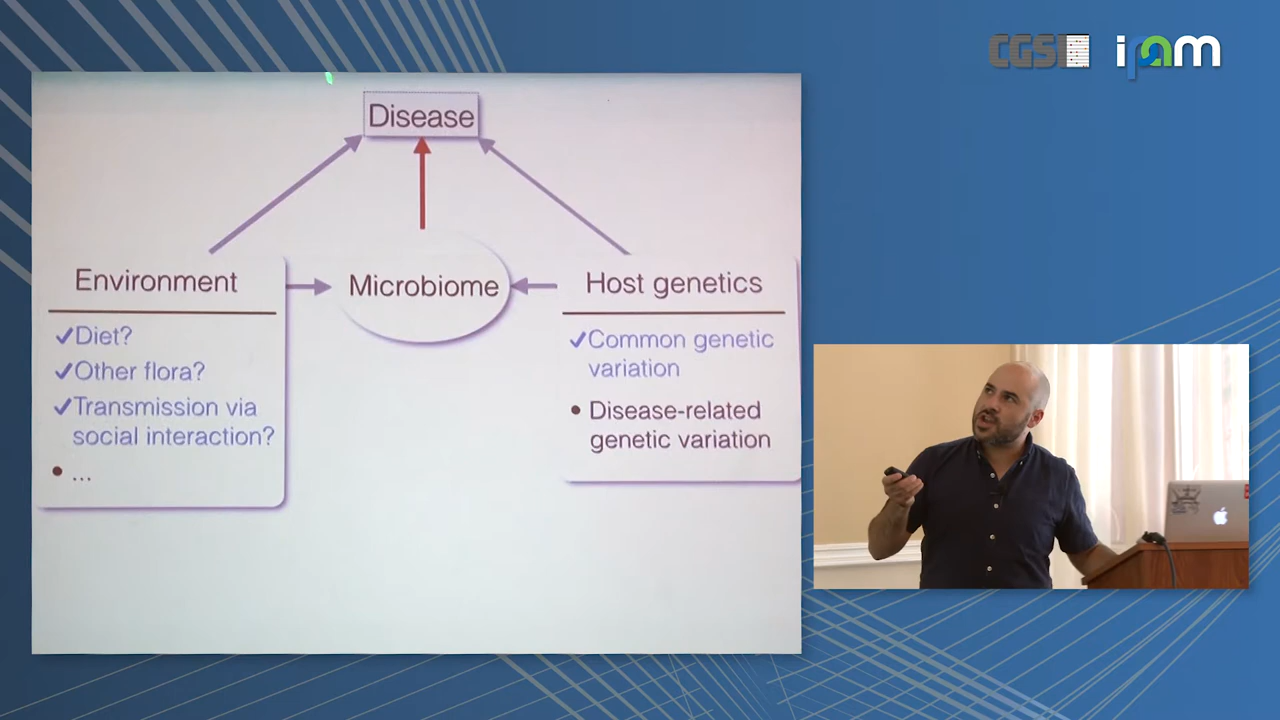 CGSI
ipam
Disease
Environment
Microbiome
Host genetics
✓Diet?
✓Other flora?
✓Transmission via
social interaction?
• ...
✓Common genetic
variation
• Disease-related
genetic variation